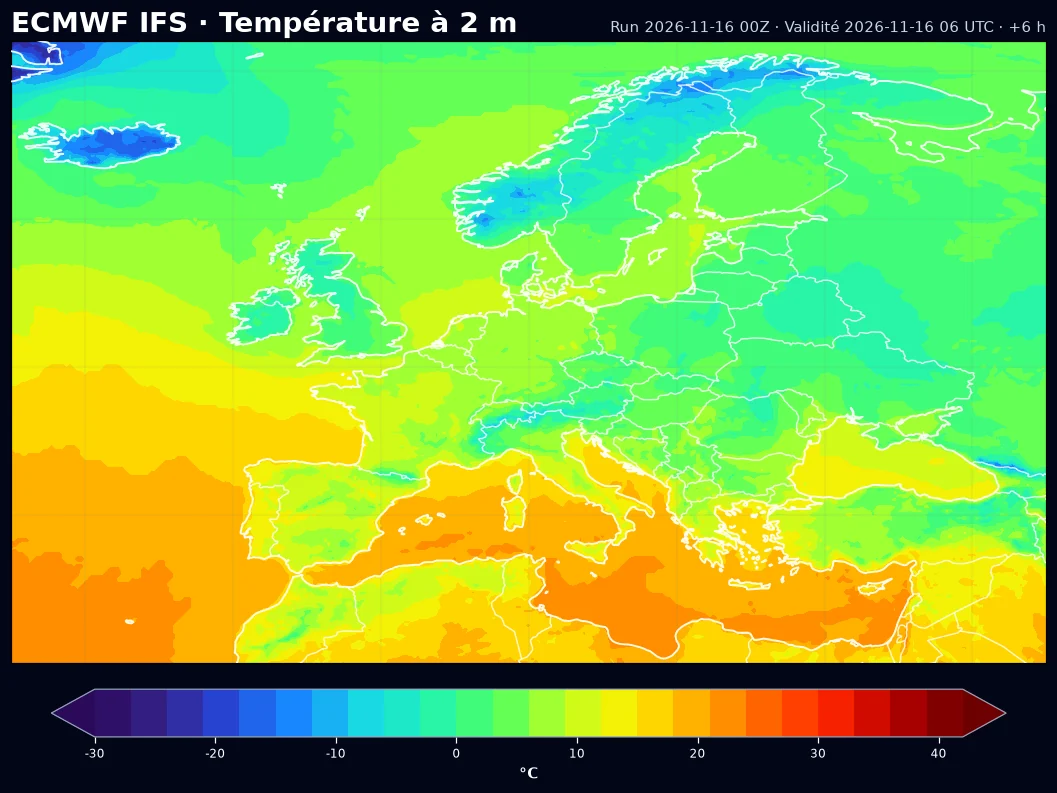 ECMWF IFS · Température à 2 m
Run 2026-11-16 00Z · Validité 2026-11-16 06 UTC · +6 h
-30 -20 -10 0 10 20 30 40
°C